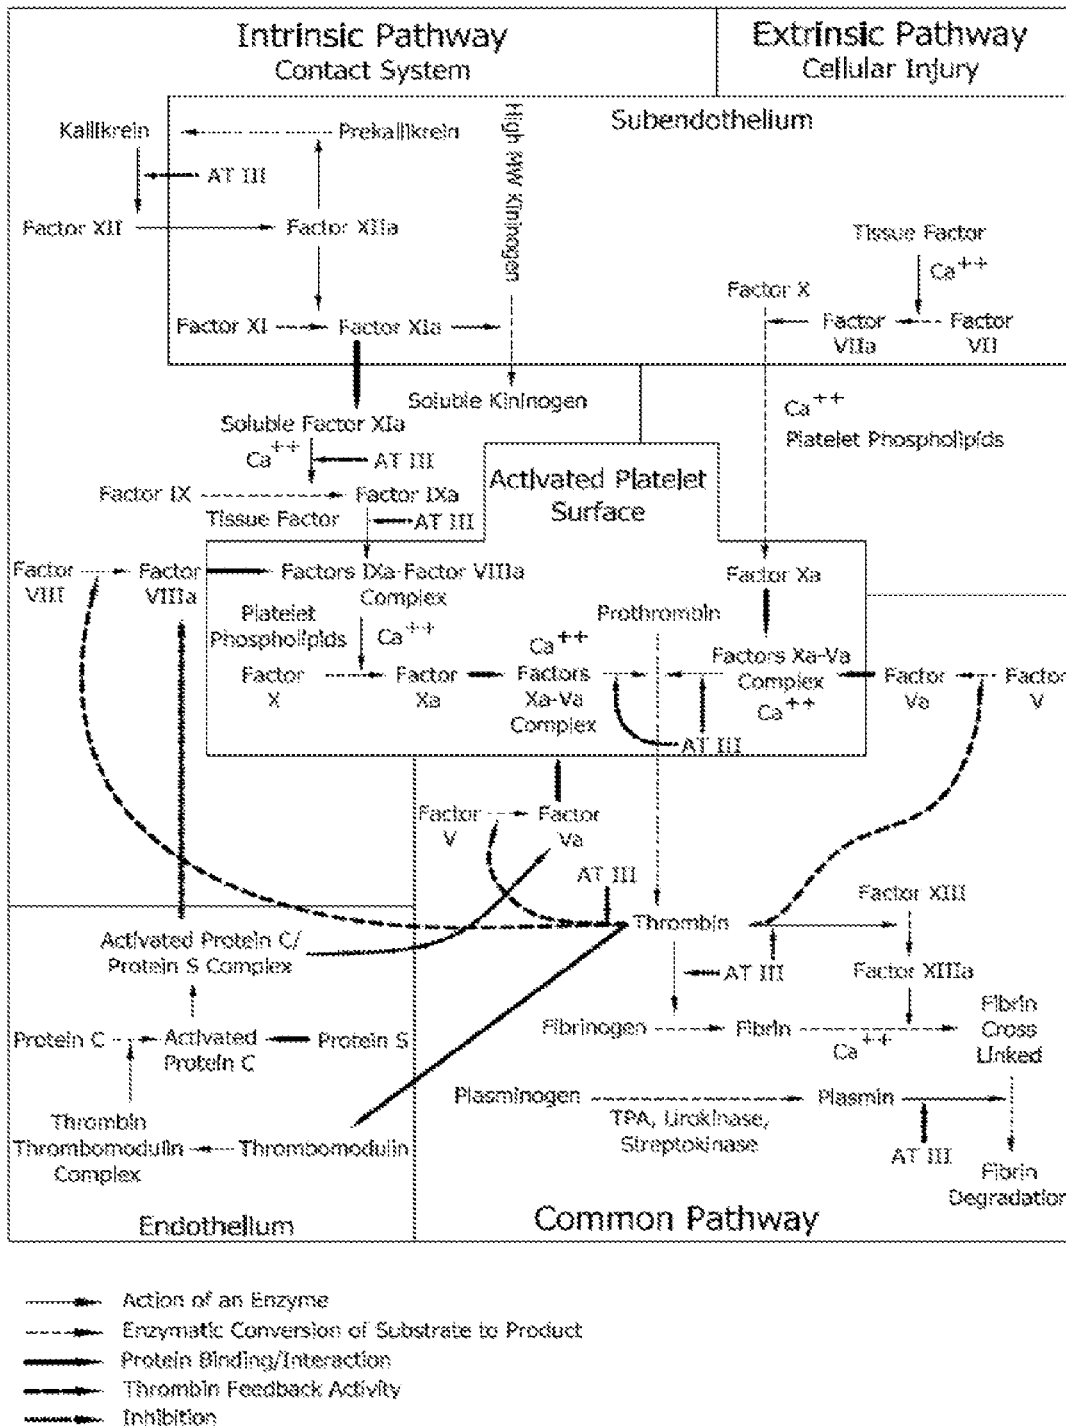 Intrinsic Pathway
Contact System
Extrinsic Pathway
Cellular Injury
Subendothelium
Kallikrein
Prekallikrein
High MW Kininogen
AT III
Factor XII
Factor XIIa
Tissue Factor
Ca++
Factor X
Factor XI
Factor XIa
Factor
VIIa
Factor
VII
Soluble Kininogen
Ca++
Platelet Phospholipids
Soluble Factor XIa
Ca++
AT III
Activated Platelet
Surface
Factor IX
Factor IXa
Tissue Factor
AT III
Factor
VIII
Factor
VIIIa
Factors IXa-Factor VIIIa
Complex
Factor Xa
Platelet
Phospholipids
Ca++
Ca++
Prothrombin
Factor
X
Factor
Xa
Factors
Xa-Va
Complex
Factors Xa-Va
Complex
Ca++
Factor
Va
Factor
V
AT III
Factor
V
Factor
Va
AT III
Factor XIII
Thrombin
Activated Protein C/
Protein S Complex
AT III
Factor XIIIa
Protein C
Activated
Protein C
Protein S
Fibrinogen
Fibrin
Ca++
Fibrin
Cross
Linked
Plasminogen
TPA, Urokinase,
Streptokinase
Plasmin
AT III
Thrombin
Thrombomodulin
Complex
Thrombomodulin
Fibrin
Degradation
Endothelium
Common Pathway
Action of an Enzyme
Enzymatic Conversion of Substrate to Product
Protein Binding/Interaction
Thrombin Feedback Activity
Inhibition